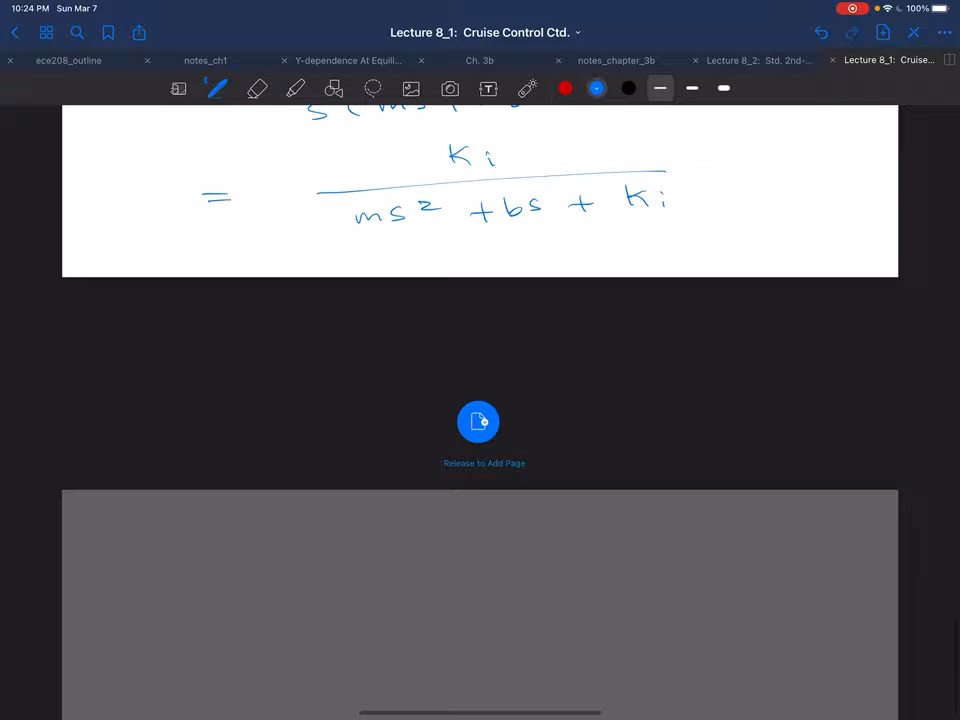 10:24 PM Sun Mar 7
100%
Lecture 8_1: Cruise Control Ctd.
ece208_outline
notes_ch1
Y-dependence At Equili...
Ch. 3b
notes_chapter_3b
Lecture 8_2: Std. 2nd-...
Lecture 8_1: Cruise...
T
Ki
=
ms² + bs + Ki
Release to Add Page